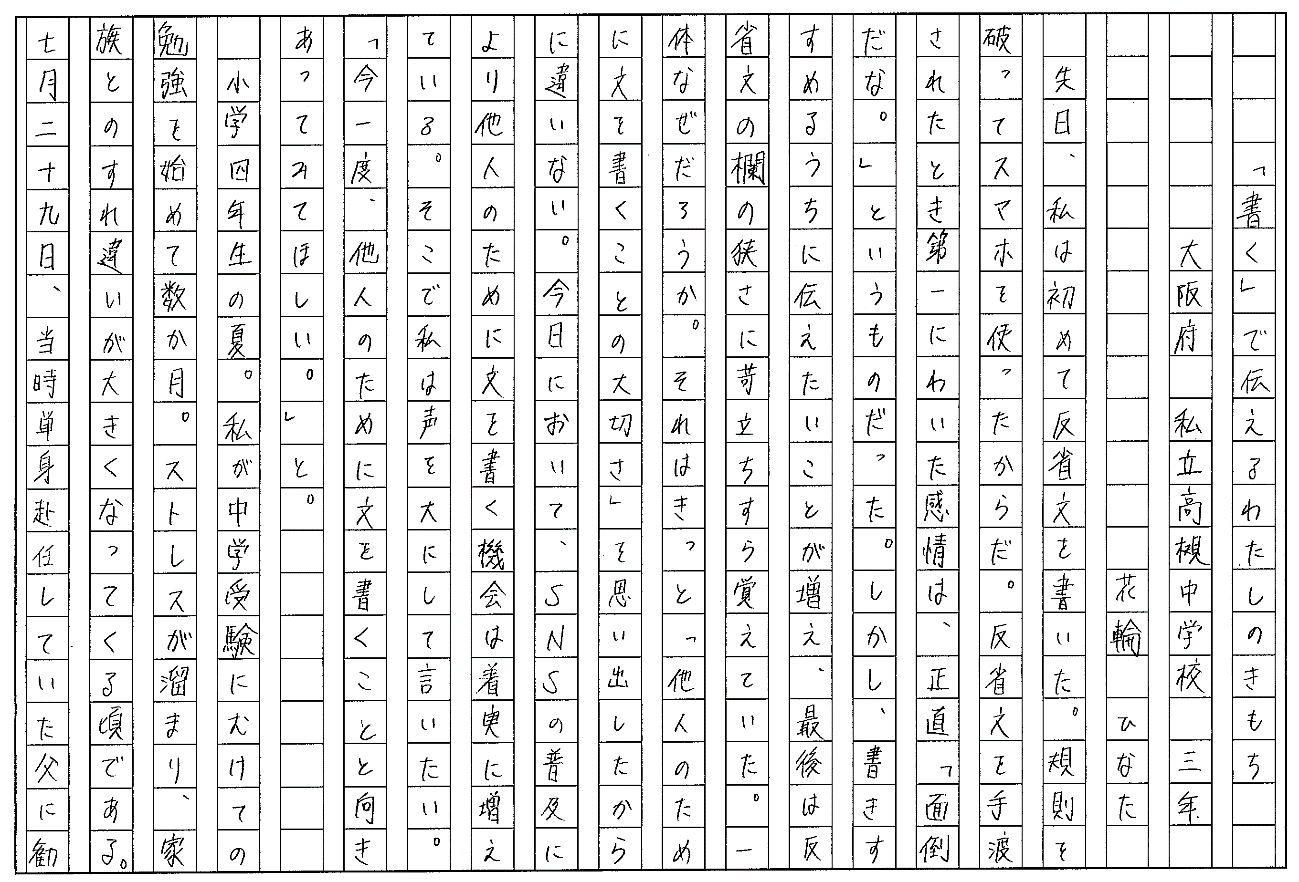 「書く」で伝えるわたしのきもち
大阪府 私立高槻中学校 三年
花輪 ひなた
先日、私は初めて反省文を書いた。規則を
破ってスマホを使ったからだ。反省文を手渡
されたとき第一にわいた感情は、正直「面倒
だな。」というものだった。しかし、書きす
すめるうちに伝えたいことが増え、最後は反
省文の欄の狭さに苛立ちすら覚えていた。一
体なぜだろうか。それはきっと「他人のため
に文を書くことの大切さ」を思い出したから
に違いない。今日において、SNSの普及に
より他人のために文を書く機会は着実に増え
ている。そこで私は声を大にして言いたい。
「今一度、他人のために文を書くことと向き
あってみてほしい。」と。
小学四年生の夏。私が中学受験にむけての
勉強を始めて数か月。ストレスが溜まり、家
族とのすれ違いが大きくなってくる頃である。
七月二十九日、当時単身赴任していた父に勧